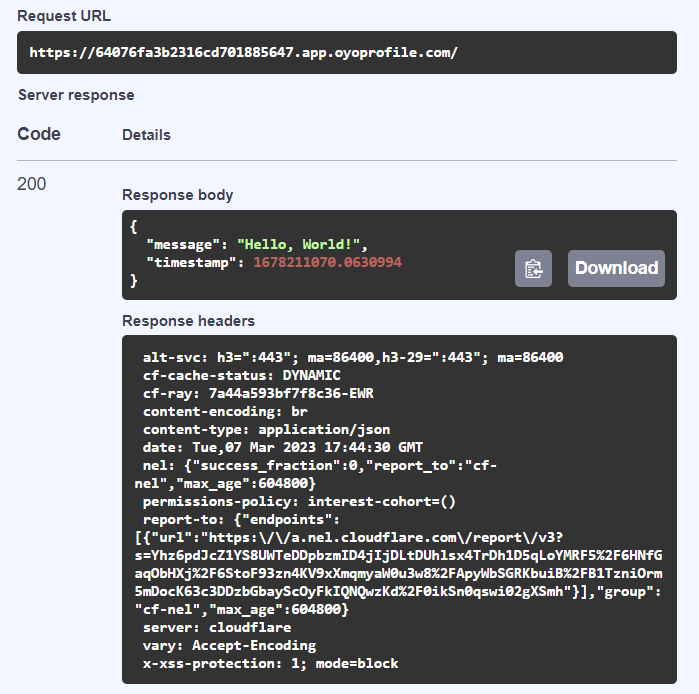 Request URL
https://64076fa3b2316cd701885647.app.oyoprofile.com/
Server response
Code Details
200
Response body
{
"message": "Hello, World!",
"timestamp": 1678211070.0630994
}
Download
Response headers
alt-svc: h3=":443"; ma=86400,h3-29=":443"; ma=86400
cf-cache-status: DYNAMIC
cf-ray: 7a44a593bf7f8c36-EWR
content-encoding: br
content-type: application/json
date: Tue,07 Mar 2023 17:44:30 GMT
nel: {"success_fraction":0,"report_to":"cf-
nel","max_age":604800}
permissions-policy: interest-cohort=()
report-to: {"endpoints":
[{"url":"https:\/\/a.nel.cloudflare.com\/report\/v3?
s=Yhz6pdJcZ1YS8UWTeDDpbzmID4jIjDLtDUhlsx4TrDh1D5qLoYMRF5%2F6HNfG
aqObHXj%2F6StoF93zn4KV9xXmqmyaW0u3w8%2FApyWbSGRKbuiB%2FB1TzniOrm
5mDocK63c3DDzbGbayScOyFkIQNQwzKd%2F0ikSn0qswi02gXSmh"}],"group":
"cf-nel","max_age":604800}
server: cloudflare
vary: Accept-Encoding
x-xss-protection: 1; mode=block